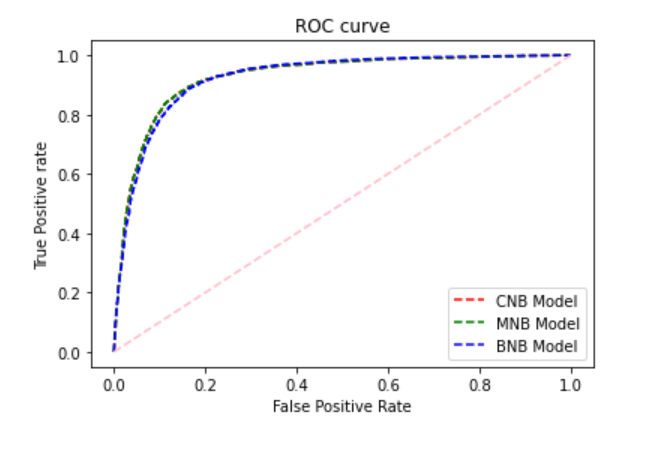 ROC curve
1.0
0.8
0.6
0.4
0.2
0.0
True Positive rate
CNB Model
MNB Model
BNB Model
0.0 0.2 0.4 0.6 0.8 1.0
False Positive Rate